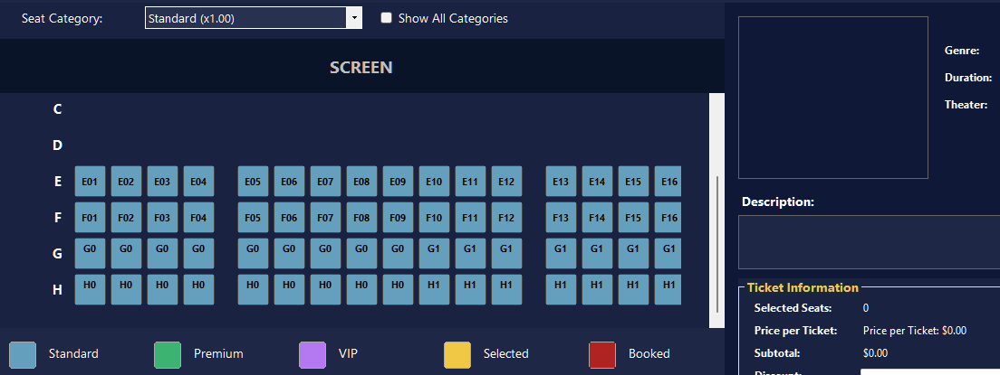 Seat Category: Standard (x1.00) Show All Categories
SCREEN
Genre:
Duration:
Theater:
C
D
E E01 E02 E03 E04 E05 E06 E07 E08 E09 E10 E11 E12 E13 E14 E15 E16
F F01 F02 F03 F04 F05 F06 F07 F08 F09 F10 F11 F12 F13 F14 F15 F16
G G0 G0 G0 G0 G0 G0 G0 G0 G0 G1 G1 G1 G1 G1 G1 G1
H H0 H0 H0 H0 H0 H0 H0 H0 H0 H1 H1 H1 H1 H1 H1 H1
Standard Premium VIP Selected Booked
Description:
Ticket Information
Selected Seats: 0
Price per Ticket: Price per Ticket: $0.00
Subtotal: $0.00
Discount: